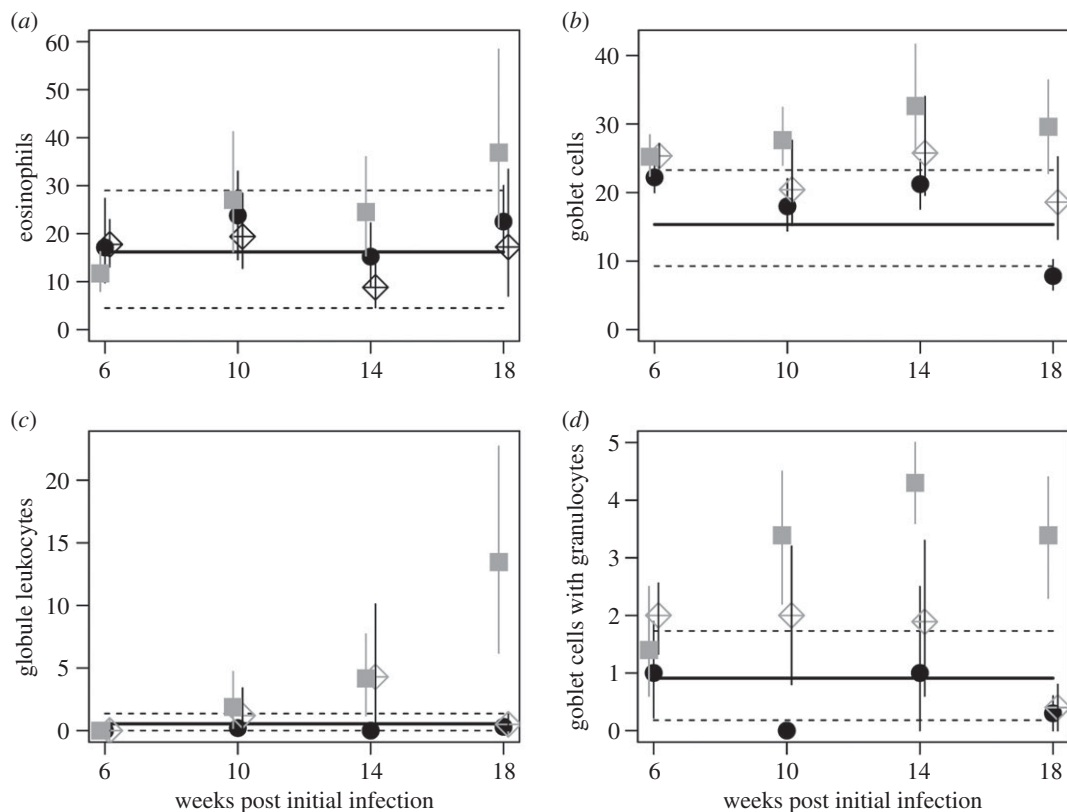 (a)
60
50
40
30
20
10
0
eosinophils
6 10 14 18
(b)
40
30
20
10
0
goblet cells
6 10 14 18
(c)
20
15
10
5
0
globule leukocytes
6 10 14 18
weeks post initial infection
(d)
5
4
3
2
1
0
goblet cells with granulocytes
6 10 14 18
weeks post initial infection